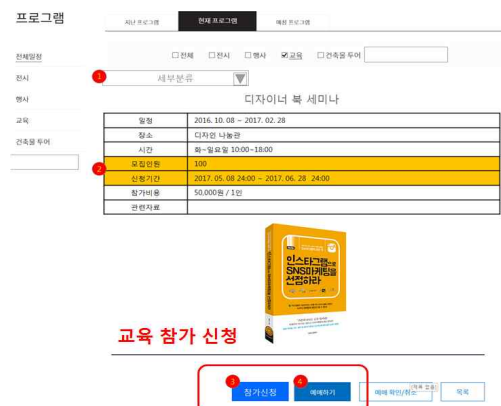 프로그램
지난 프로그램
현재 프로그램
예정 프로그램
전체일정
전시
행사
교육
건축물 투어
전체
전시
행사
교육
건축물 투어
1
세부분류
디자이너 북 세미나
일정 2016. 10. 08 ~ 2017. 02. 28
장소 디자인 나눔관
시간 화~일요일 10:00~18:00
2
모집인원 100
신청기간 2017. 05. 08 24:00 ~ 2017. 06. 28 24:00
참가비용 50,000원 / 1인
관련자료
인스타그램으로
SNS마케팅을
선점하라
교육 참가 신청
3
참가신청
4
예매하기
예매 확인/취소
목록